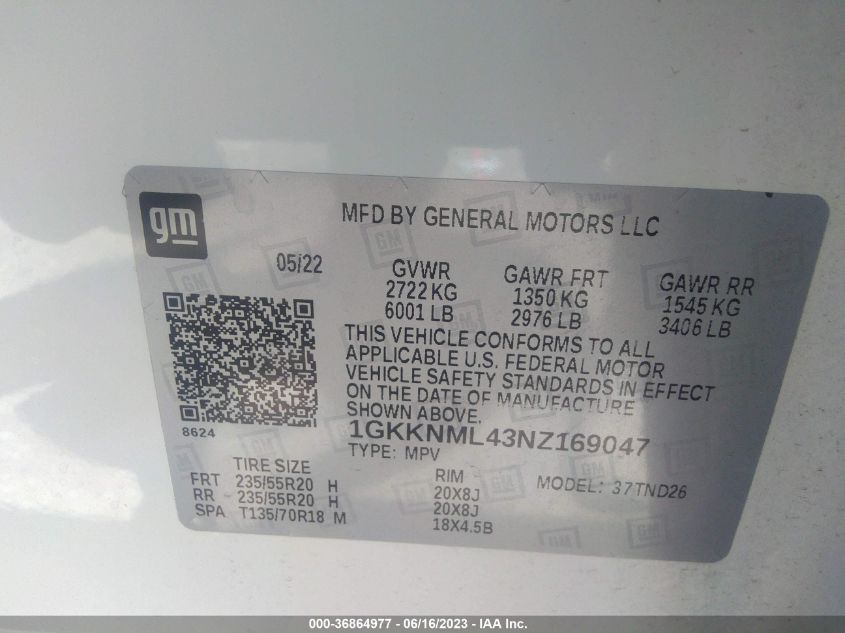 gm
MFD BY GENERAL MOTORS LLC
05/22
GVWR GAWR FRT GAWR RR
2722 KG 1350 KG 1545 KG
6001 LB 2976 LB 3406 LB
THIS VEHICLE CONFORMS TO ALL
APPLICABLE U.S. FEDERAL MOTOR
VEHICLE SAFETY STANDARDS IN EFFECT
ON THE DATE OF MANUFACTURE
SHOWN ABOVE.
8624
1GKKNML43NZ169047
TYPE: MPV
TIRE SIZE RIM MODEL: 37TND26
FRT 235/55R20 H 20X8J
RR 235/55R20 H 20X8J
SPA T135/70R18 M 18X4.5B
000-36864977 - 06/16/2023 - © IAA, Inc.